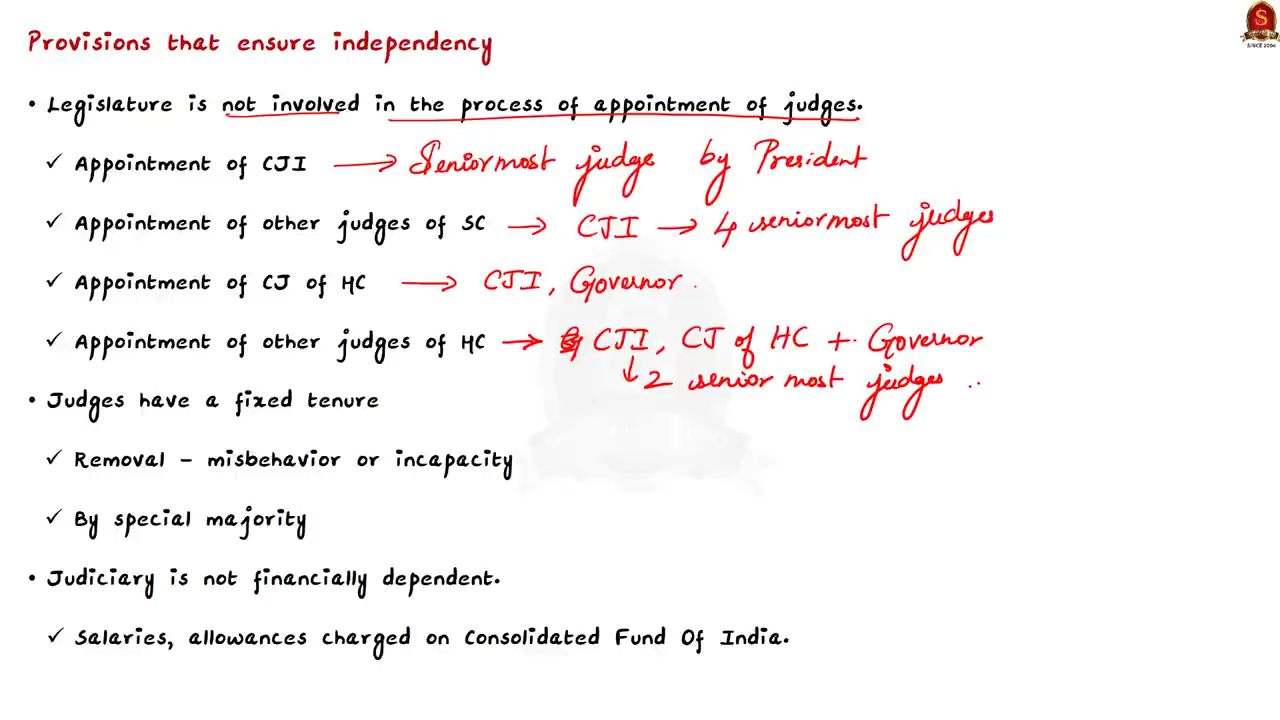 Provisions that ensure independency
S
SINCE 2004
• Legislature is not involved in the process of appointment of judges.
✓ Appointment of CJI → Seniormost judge by President
✓ Appointment of other judges of SC → CJI → 4 seniormost judges
✓ Appointment of CJ of HC → CJI, Governor.
✓ Appointment of other judges of HC → CJI, CJ of HC + Governor
↓ 2 senior most judges ..
• Judges have a fixed tenure
✓ Removal - misbehavior or incapacity
✓ By special majority
• Judiciary is not financially dependent.
✓ Salaries, allowances charged on Consolidated Fund Of India.